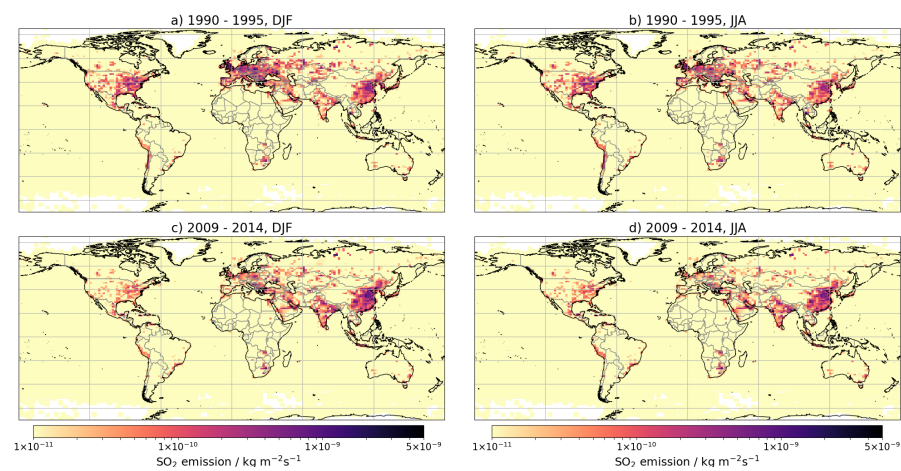 a) 1990 - 1995, DJF
b) 1990 - 1995, JJA
c) 2009 - 2014, DJF
d) 2009 - 2014, JJA
1×10⁻¹¹ 1×10⁻¹⁰ 1×10⁻⁹ 5×10⁻⁹
SO₂ emission / kg m⁻²s⁻¹
1×10⁻¹¹ 1×10⁻¹⁰ 1×10⁻⁹ 5×10⁻⁹
SO₂ emission / kg m⁻²s⁻¹